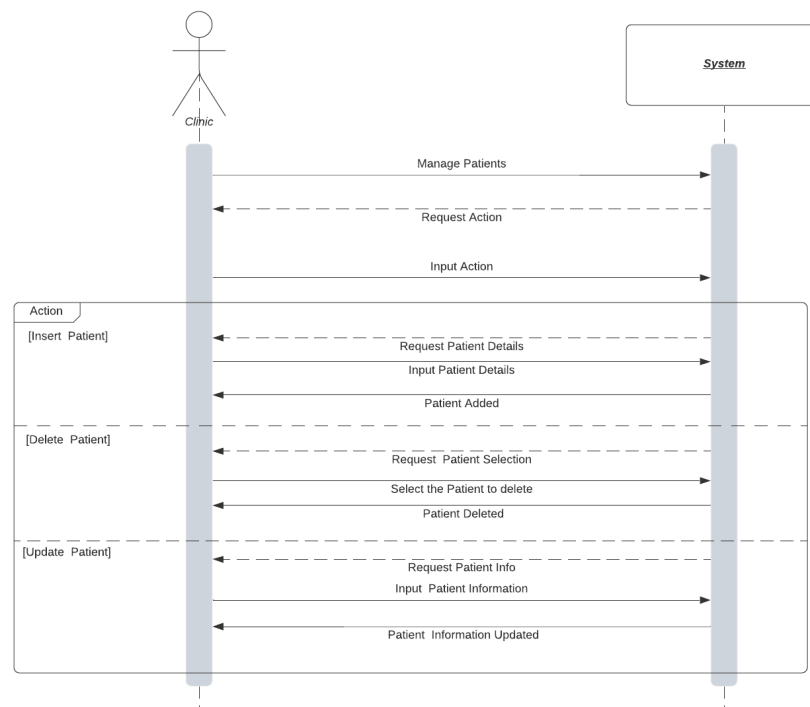 System
Clinic
Manage Patients
Request Action
Input Action
Action
[Insert Patient]
Request Patient Details
Input Patient Details
Patient Added
[Delete Patient]
Request Patient Selection
Select the Patient to delete
Patient Deleted
[Update Patient]
Request Patient Info
Input Patient Information
Patient Information Updated